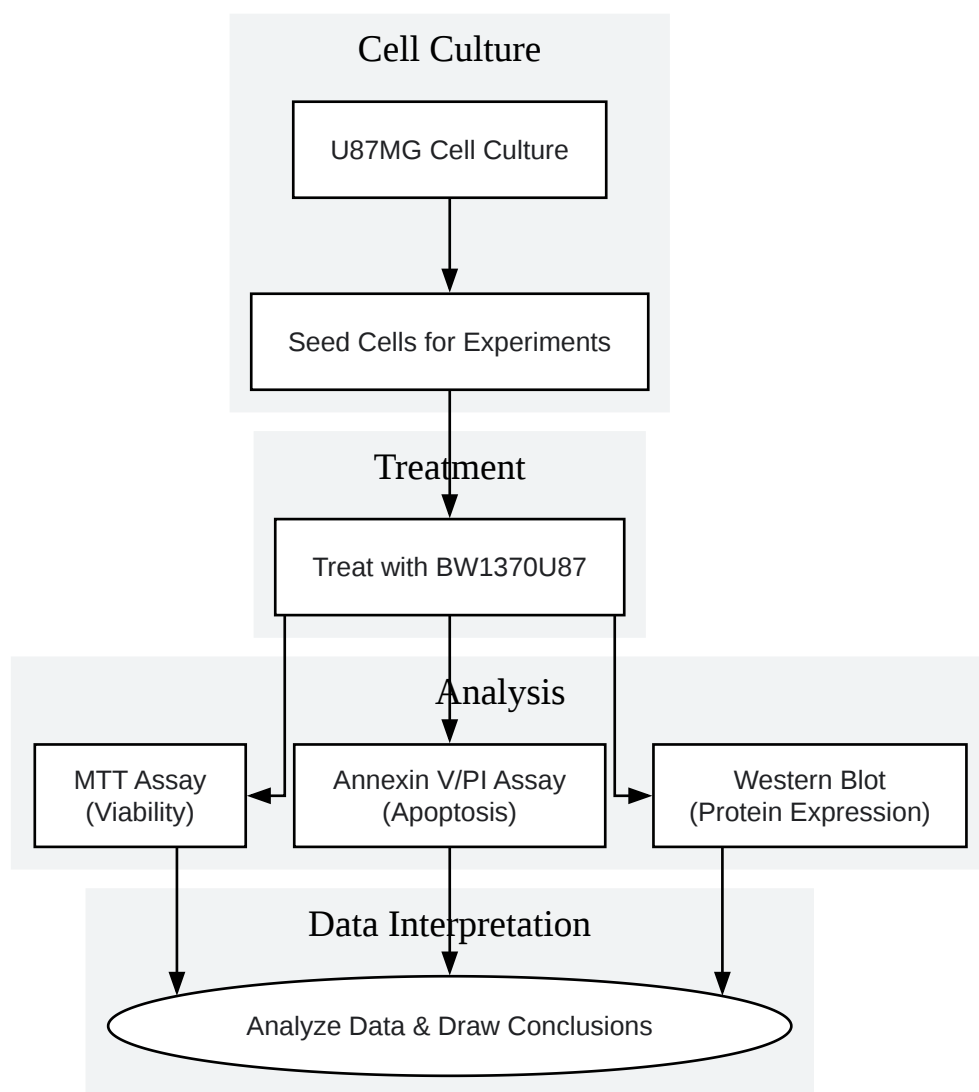 Cell Culture
U87MG Cell Culture
Seed Cells for Experiments
Treatment
Treat with BW1370U87
Analysis
MTT Assay
(Viability)
Annexin V/PI Assay
(Apoptosis)
Western Blot
(Protein Expression)
Data Interpretation
Analyze Data & Draw Conclusions